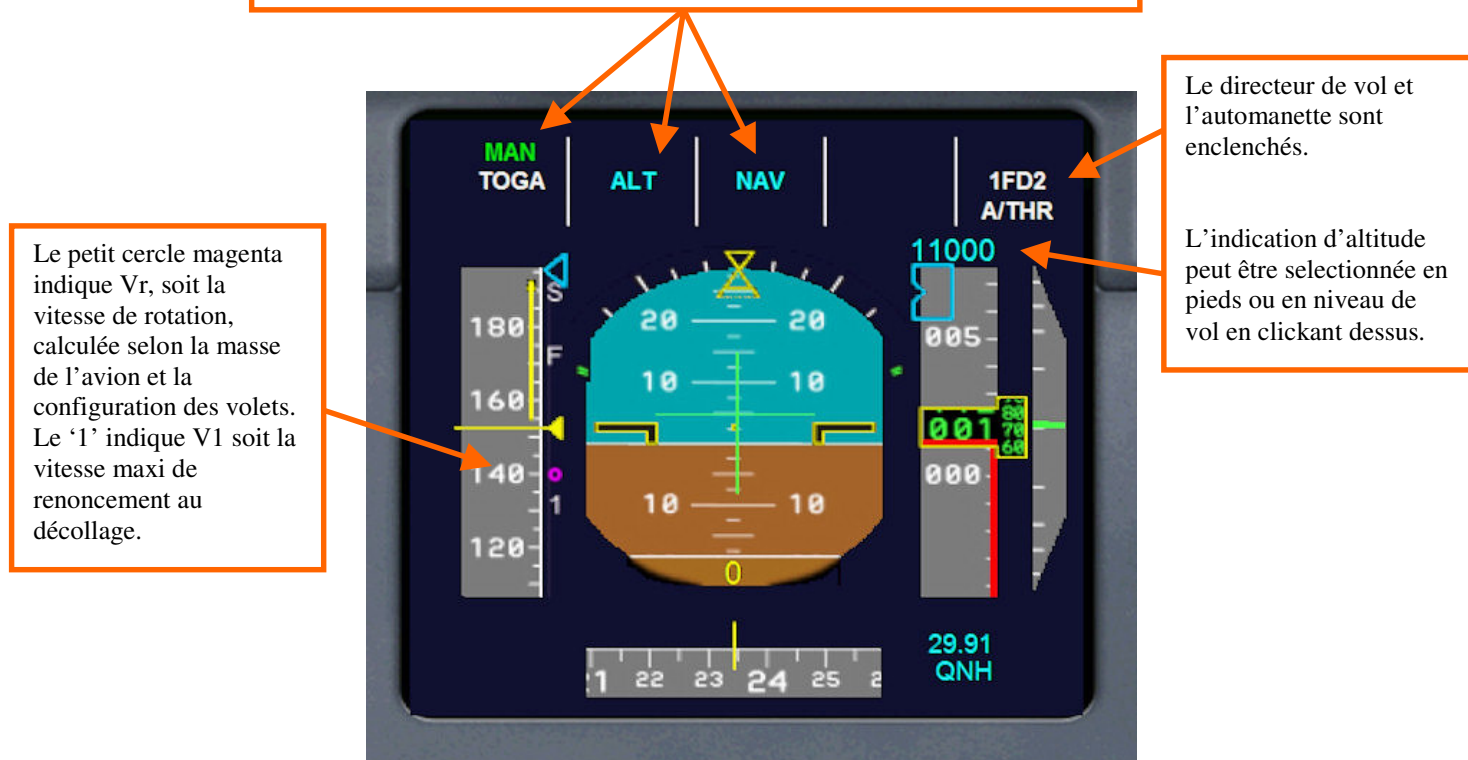 Le directeur de vol et
l’automanette sont
enclenchés.
L’indication d’altitude
peut être selectionnée en
pieds ou en niveau de
vol en clickant dessus.
Le petit cercle magenta
indique Vr, soit la
vitesse de rotation,
calculée selon la masse
de l’avion et la
configuration des volets.
Le ‘1’ indique V1 soit la
vitesse maxi de
renoncement au
décollage.
MAN
TOGA
ALT
NAV
1FD2
A/THR
11000
S
180
F
160
140
1
120
20 20
10 10
10 10
0
005
001
80
70
60
000
29.91
QNH
22 23 24 25